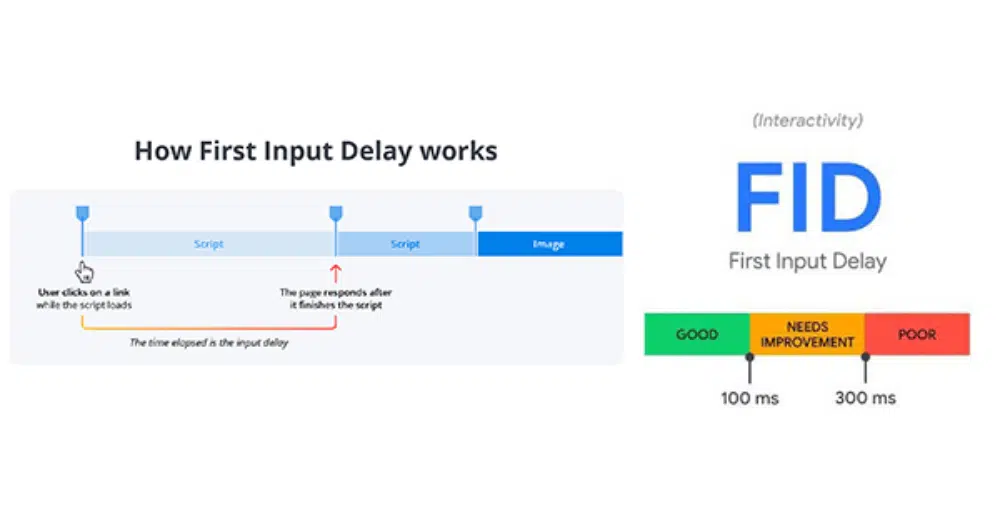 How First Input Delay works
Script
Script
Image
User clicks on a link
while the script loads
The page responds after
it finishes the script
The time elapsed is the input delay
(Interactivity)
FID
First Input Delay
GOOD
NEEDS
IMPROVEMENT
POOR
100 ms
300 ms